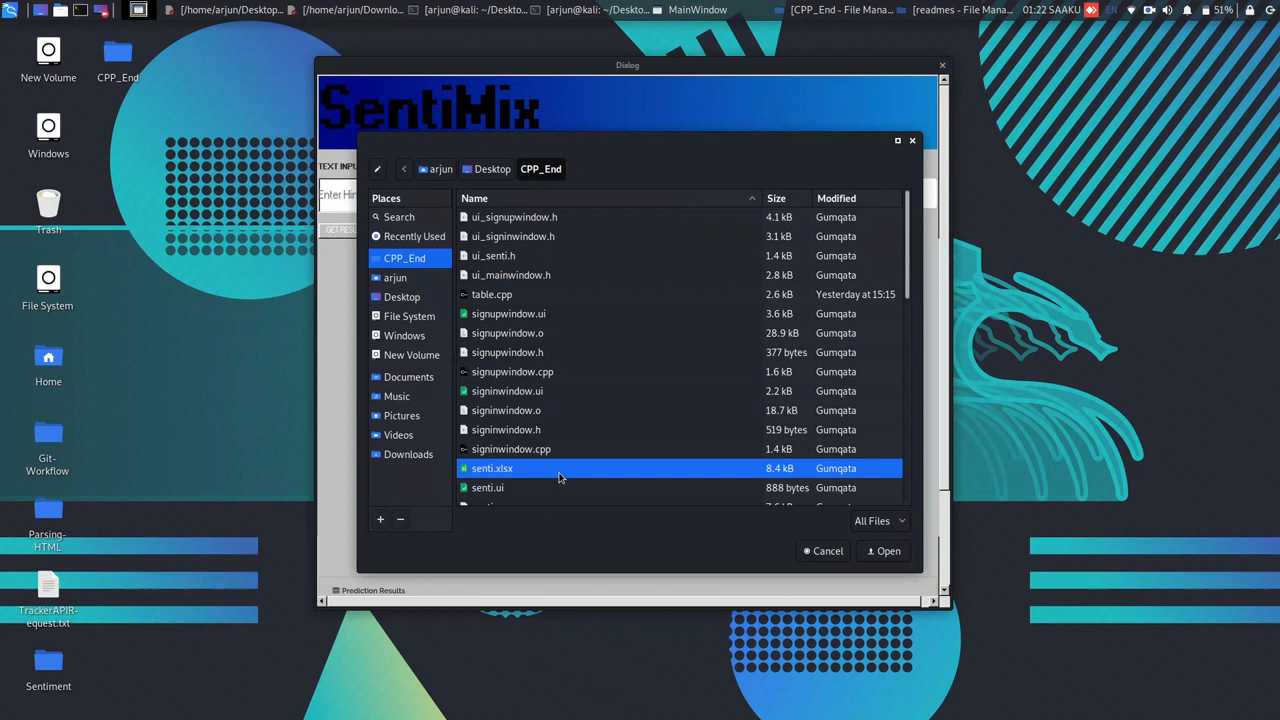 [/home/arjun/Desktop...
[/home/arjun/Downlo...
[arjun@kali: ~/Deskto...
[arjun@kali: ~/Deskto...
MainWindow
[CPP_End - File Mana...
[readmes - File Mana...
01:22 SAAKU
EN
51%
New Volume
CPP_End
Windows
Trash
File System
Home
Git-
Workflow
Parsing-
HTML
TrackerAPIR-
equest.txt
Sentiment
Dialog
SentiMix
TEXT INPU
Enter Hin
GET RESU
arjun
Desktop
CPP_End
Places
Search
Recently Used
CPP_End
arjun
Desktop
File System
Windows
New Volume
Documents
Music
Pictures
Videos
Downloads
Name Size Modified
ui_signupwindow.h 4.1 kB Gumqata
ui_signinwindow.h 3.1 kB Gumqata
ui_senti.h 1.4 kB Gumqata
ui_mainwindow.h 2.8 kB Gumqata
table.cpp 2.6 kB Yesterday at 15:15
signupwindow.ui 3.6 kB Gumqata
signupwindow.o 28.9 kB Gumqata
signupwindow.h 377 bytes Gumqata
signupwindow.cpp 1.6 kB Gumqata
signinwindow.ui 2.2 kB Gumqata
signinwindow.o 18.7 kB Gumqata
signinwindow.h 519 bytes Gumqata
signinwindow.cpp 1.4 kB Gumqata
senti.xlsx 8.4 kB Gumqata
senti.ui 888 bytes Gumqata
All Files
Cancel
Open
Prediction Results